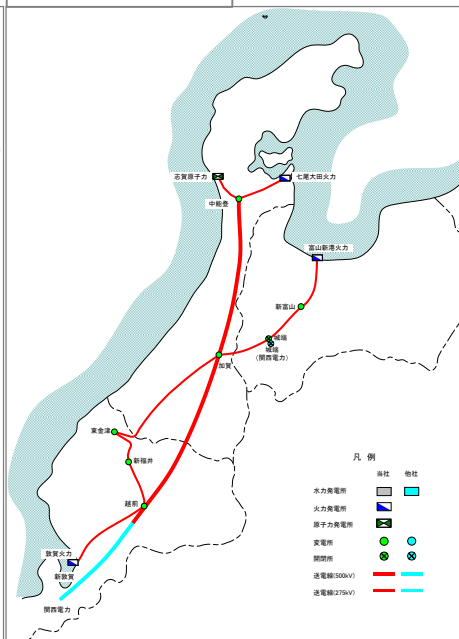 志賀原子力
七尾大田火力
中能登
富山新港火力
新富山
城端
城端
(関西電力)
加賀
東金津
新福井
越前
敦賀火力
新敦賀
関西電力
凡 例
当社 他社
水力発電所
火力発電所
原子力発電所
変電所
開閉所
送電線(500kV)
送電線(275kV)